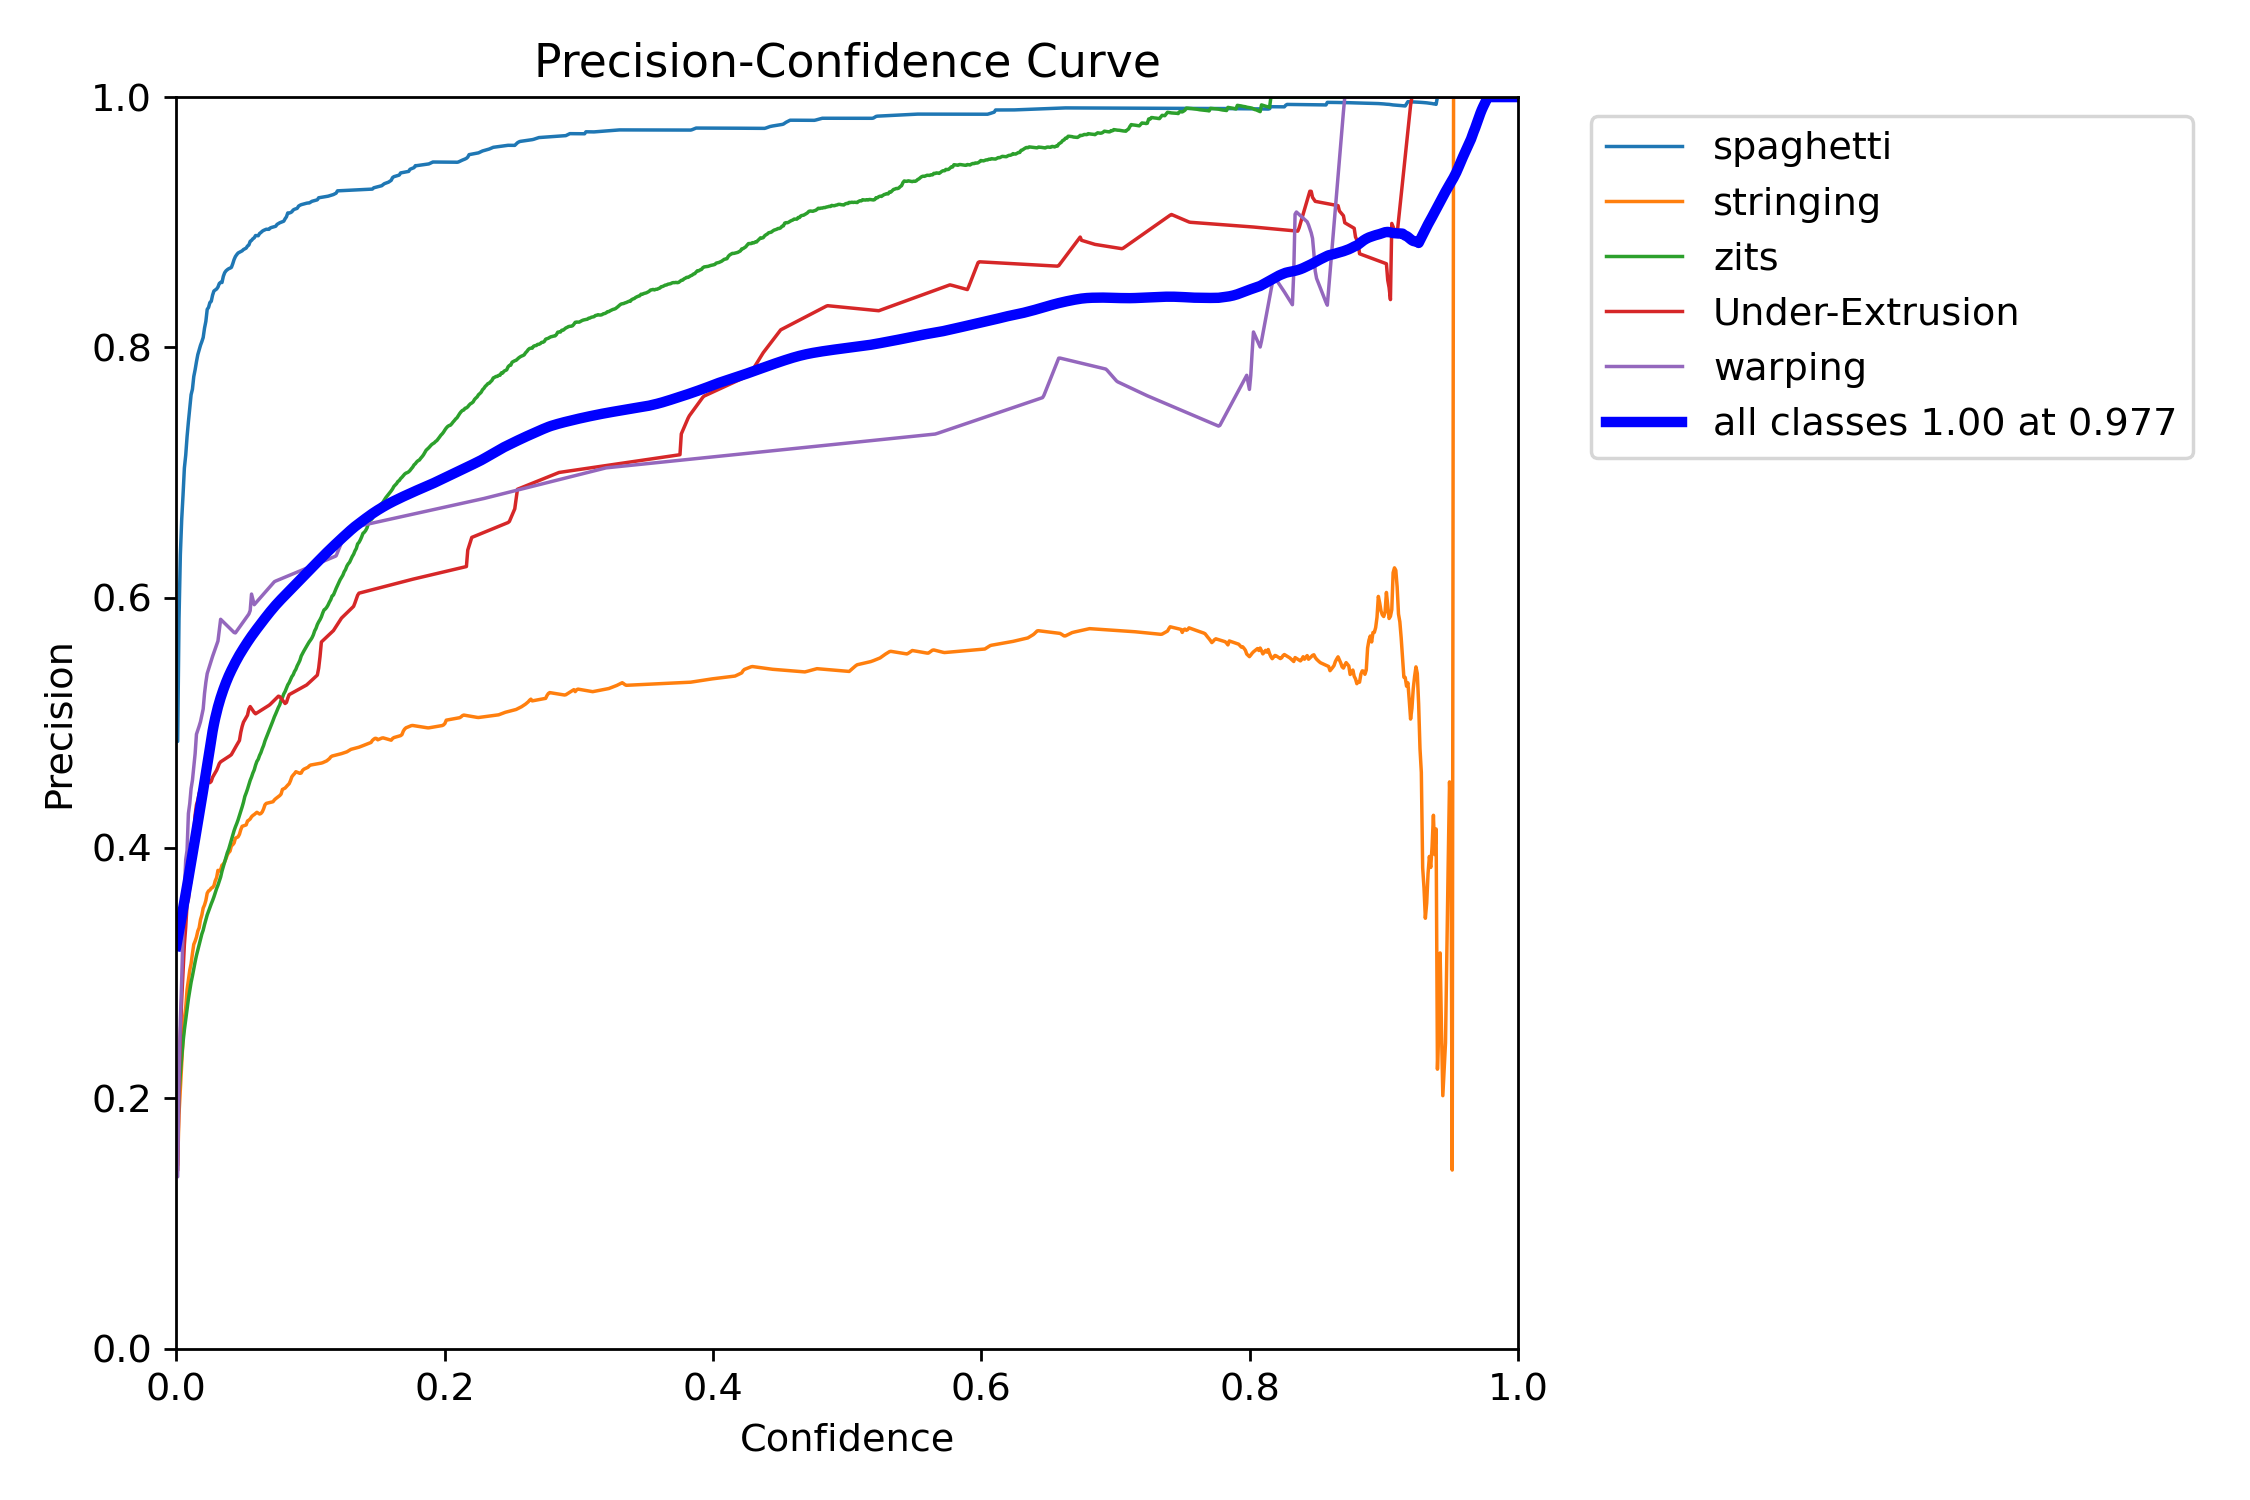 Precision-Confidence Curve
1.0
0.8
0.6
0.4
0.2
0.0
Precision
0.0 0.2 0.4 0.6 0.8 1.0
Confidence
spaghetti
stringing
zits
Under-Extrusion
warping
all classes 1.00 at 0.977